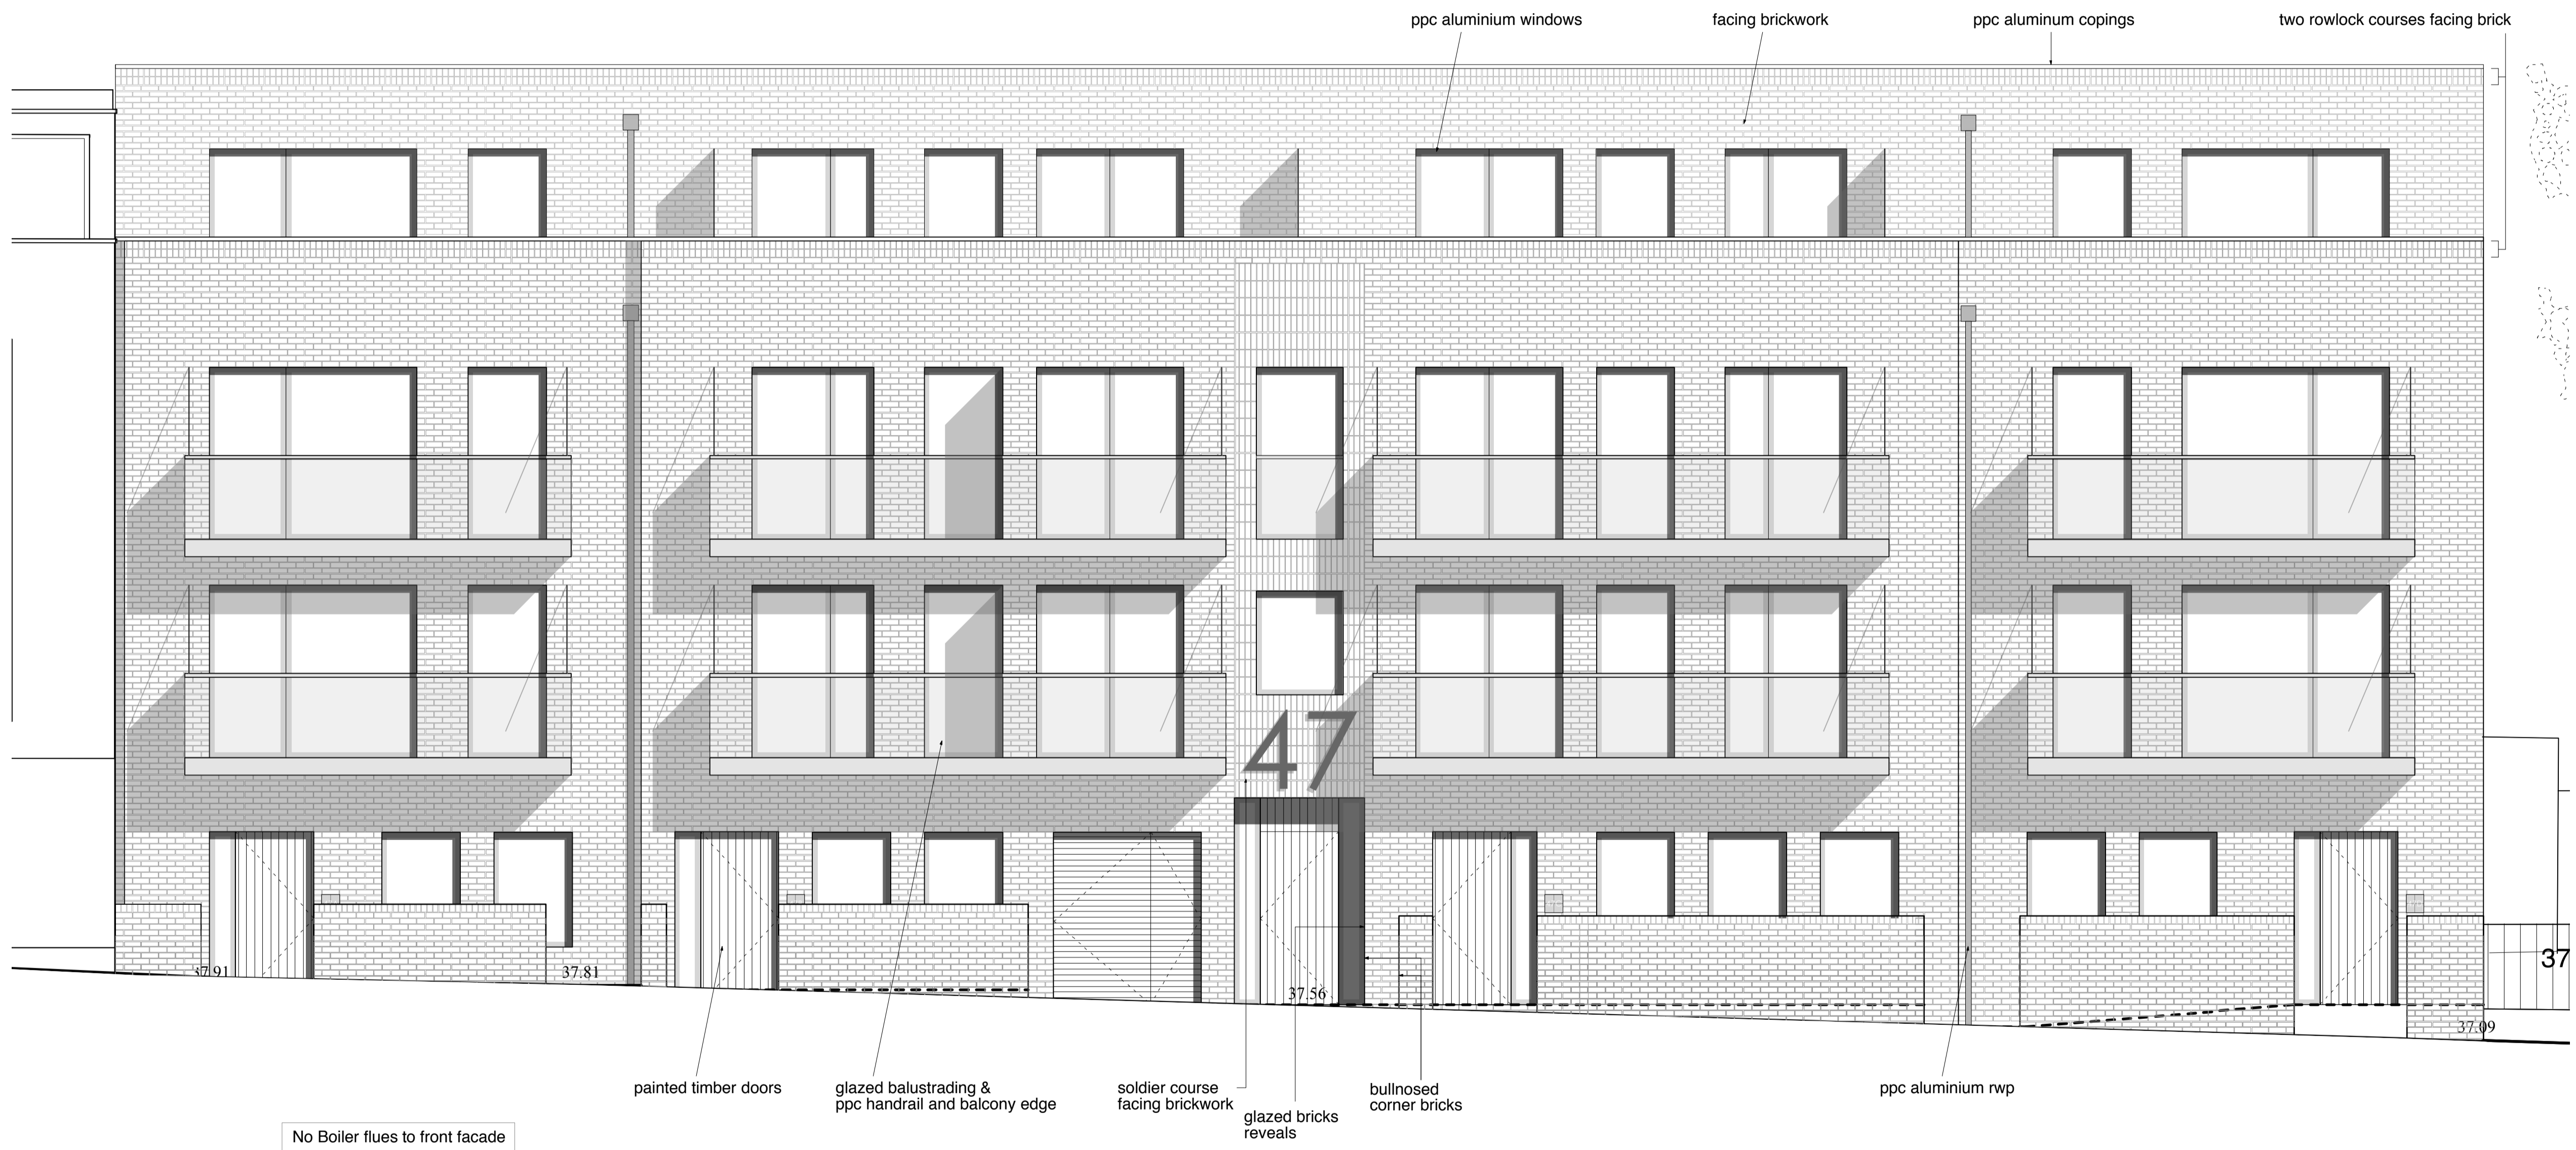 ppc aluminium windows
facing brickwork
ppc aluminum copings
two rowlock courses facing brick
47
37.91
37.81
37.56
37
37.09
painted timber doors
glazed balustrading &
ppc handrail and balcony edge
soldier course
facing brickwork
glazed bricks
reveals
bullnosed
corner bricks
ppc aluminium rwp
No Boiler flues to front facade